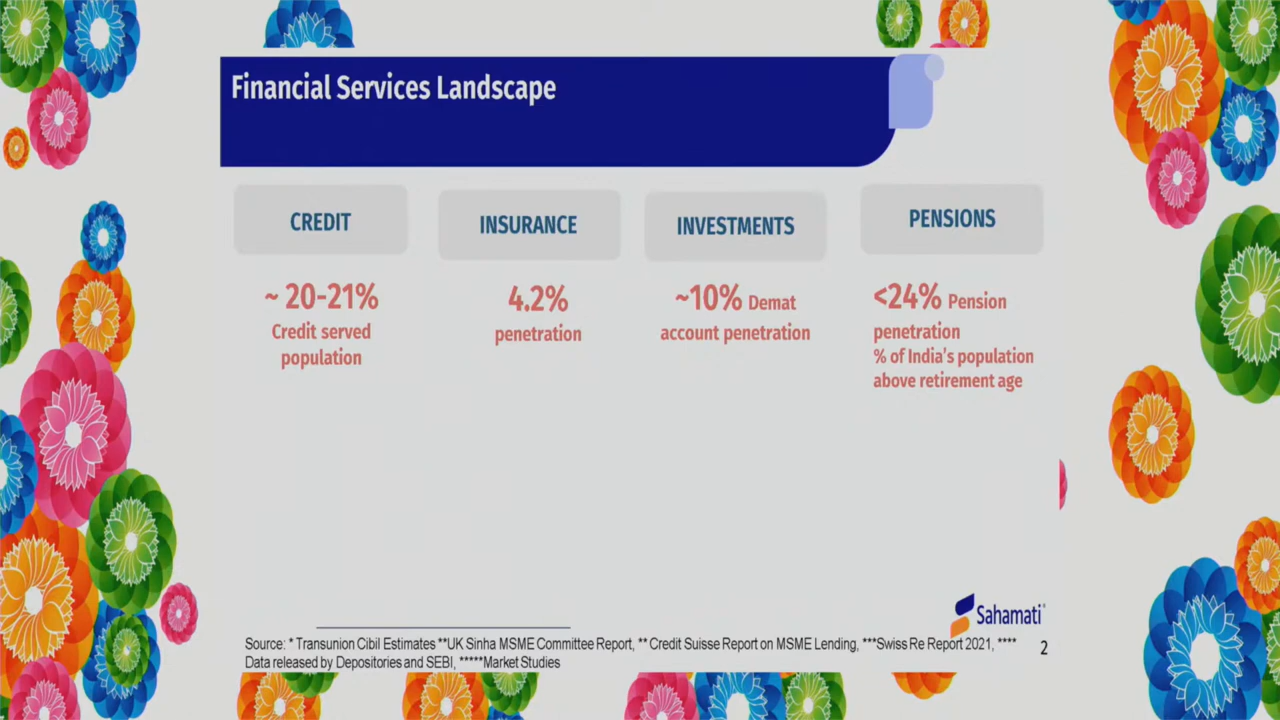 Financial Services Landscape
CREDIT
~ 20-21%
Credit served
population
INSURANCE
4.2%
penetration
INVESTMENTS
~10% Demat
account penetration
PENSIONS
<24% Pension
penetration
% of India's population
above retirement age
Sahamati
Source: * Transunion Cibil Estimates **UK Sinha MSME Committee Report, ** Credit Suisse Report on MSME Lending, ***Swiss Re Report 2021, ****
Data released by Depositories and SEBI, *****Market Studies
2